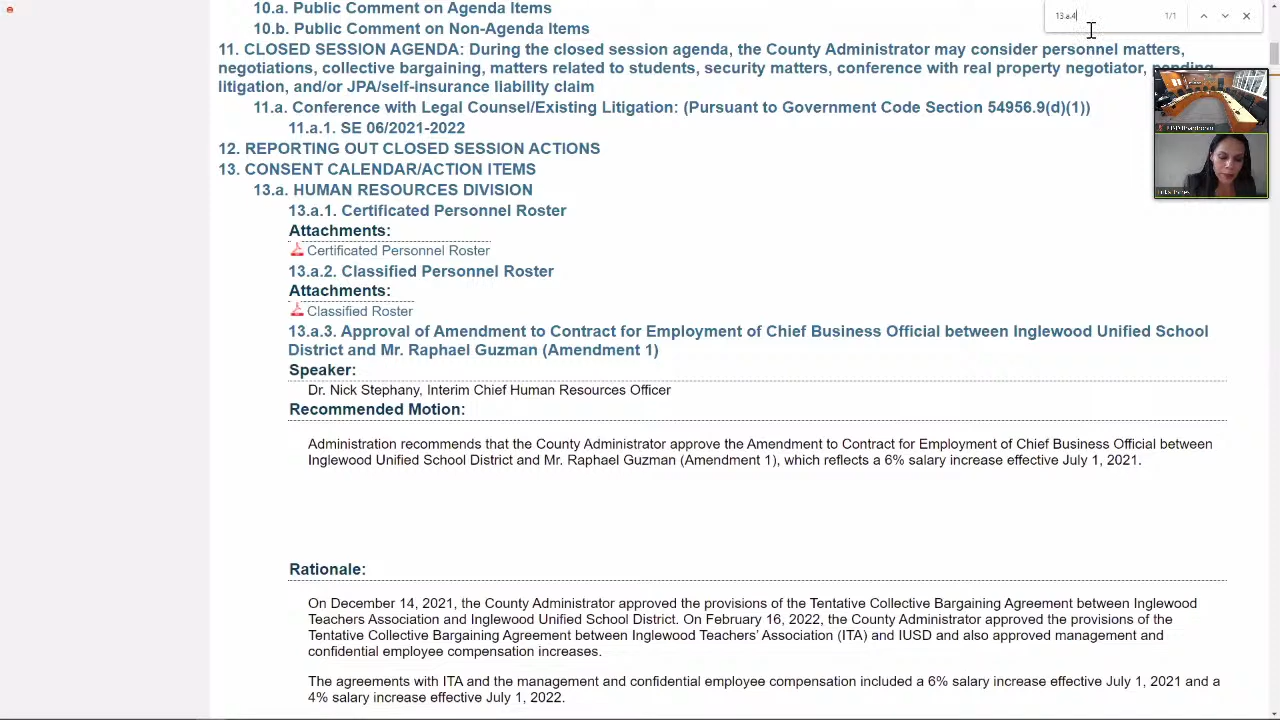 10.a. Public Comment on Agenda Items
13.a.4
1/1
10.b. Public Comment on Non-Agenda Items
11. CLOSED SESSION AGENDA: During the closed session agenda, the County Administrator may consider personnel matters,
negotiations, collective bargaining, matters related to students, security matters, conference with real property negotiator, pending
litigation, and/or JPA/self-insurance liability claim
11.a. Conference with Legal Counsel/Existing Litigation: (Pursuant to Government Code Section 54956.9(d)(1))
11.a.1. SE 06/2021-2022
12. REPORTING OUT CLOSED SESSION ACTIONS
13. CONSENT CALENDAR/ACTION ITEMS
13.a. HUMAN RESOURCES DIVISION
13.a.1. Certificated Personnel Roster
Attachments:
Certificated Personnel Roster
13.a.2. Classified Personnel Roster
Attachments:
Classified Roster
13.a.3. Approval of Amendment to Contract for Employment of Chief Business Official between Inglewood Unified School
District and Mr. Raphael Guzman (Amendment 1)
Speaker:
Dr. Nick Stephany, Interim Chief Human Resources Officer
Recommended Motion:
Administration recommends that the County Administrator approve the Amendment to Contract for Employment of Chief Business Official between
Inglewood Unified School District and Mr. Raphael Guzman (Amendment 1), which reflects a 6% salary increase effective July 1, 2021.
Rationale:
On December 14, 2021, the County Administrator approved the provisions of the Tentative Collective Bargaining Agreement between Inglewood
Teachers Association and Inglewood Unified School District. On February 16, 2022, the County Administrator approved the provisions of the
Tentative Collective Bargaining Agreement between Inglewood Teachers' Association (ITA) and IUSD and also approved management and
confidential employee compensation increases.
The agreements with ITA and the management and confidential employee compensation included a 6% salary increase effective July 1, 2021 and a
4% salary increase effective July 1, 2022.